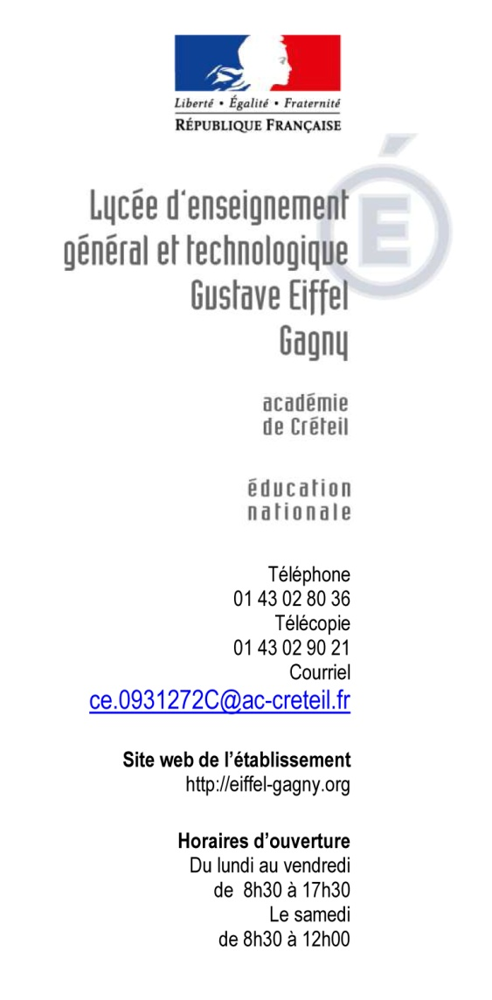 Liberté • Égalité • Fraternité
RÉPUBLIQUE FRANÇAISE
É
Lycée d'enseignement
général et technologique
Gustave Eiffel
Gagny
académie
de Créteil
éducation
nationale
Téléphone
01 43 02 80 36
Télécopie
01 43 02 90 21
Courriel
ce.0931272C@ac-creteil.fr
Site web de l’établissement
http://eiffel-gagny.org
Horaires d’ouverture
Du lundi au vendredi
de 8h30 à 17h30
Le samedi
de 8h30 à 12h00